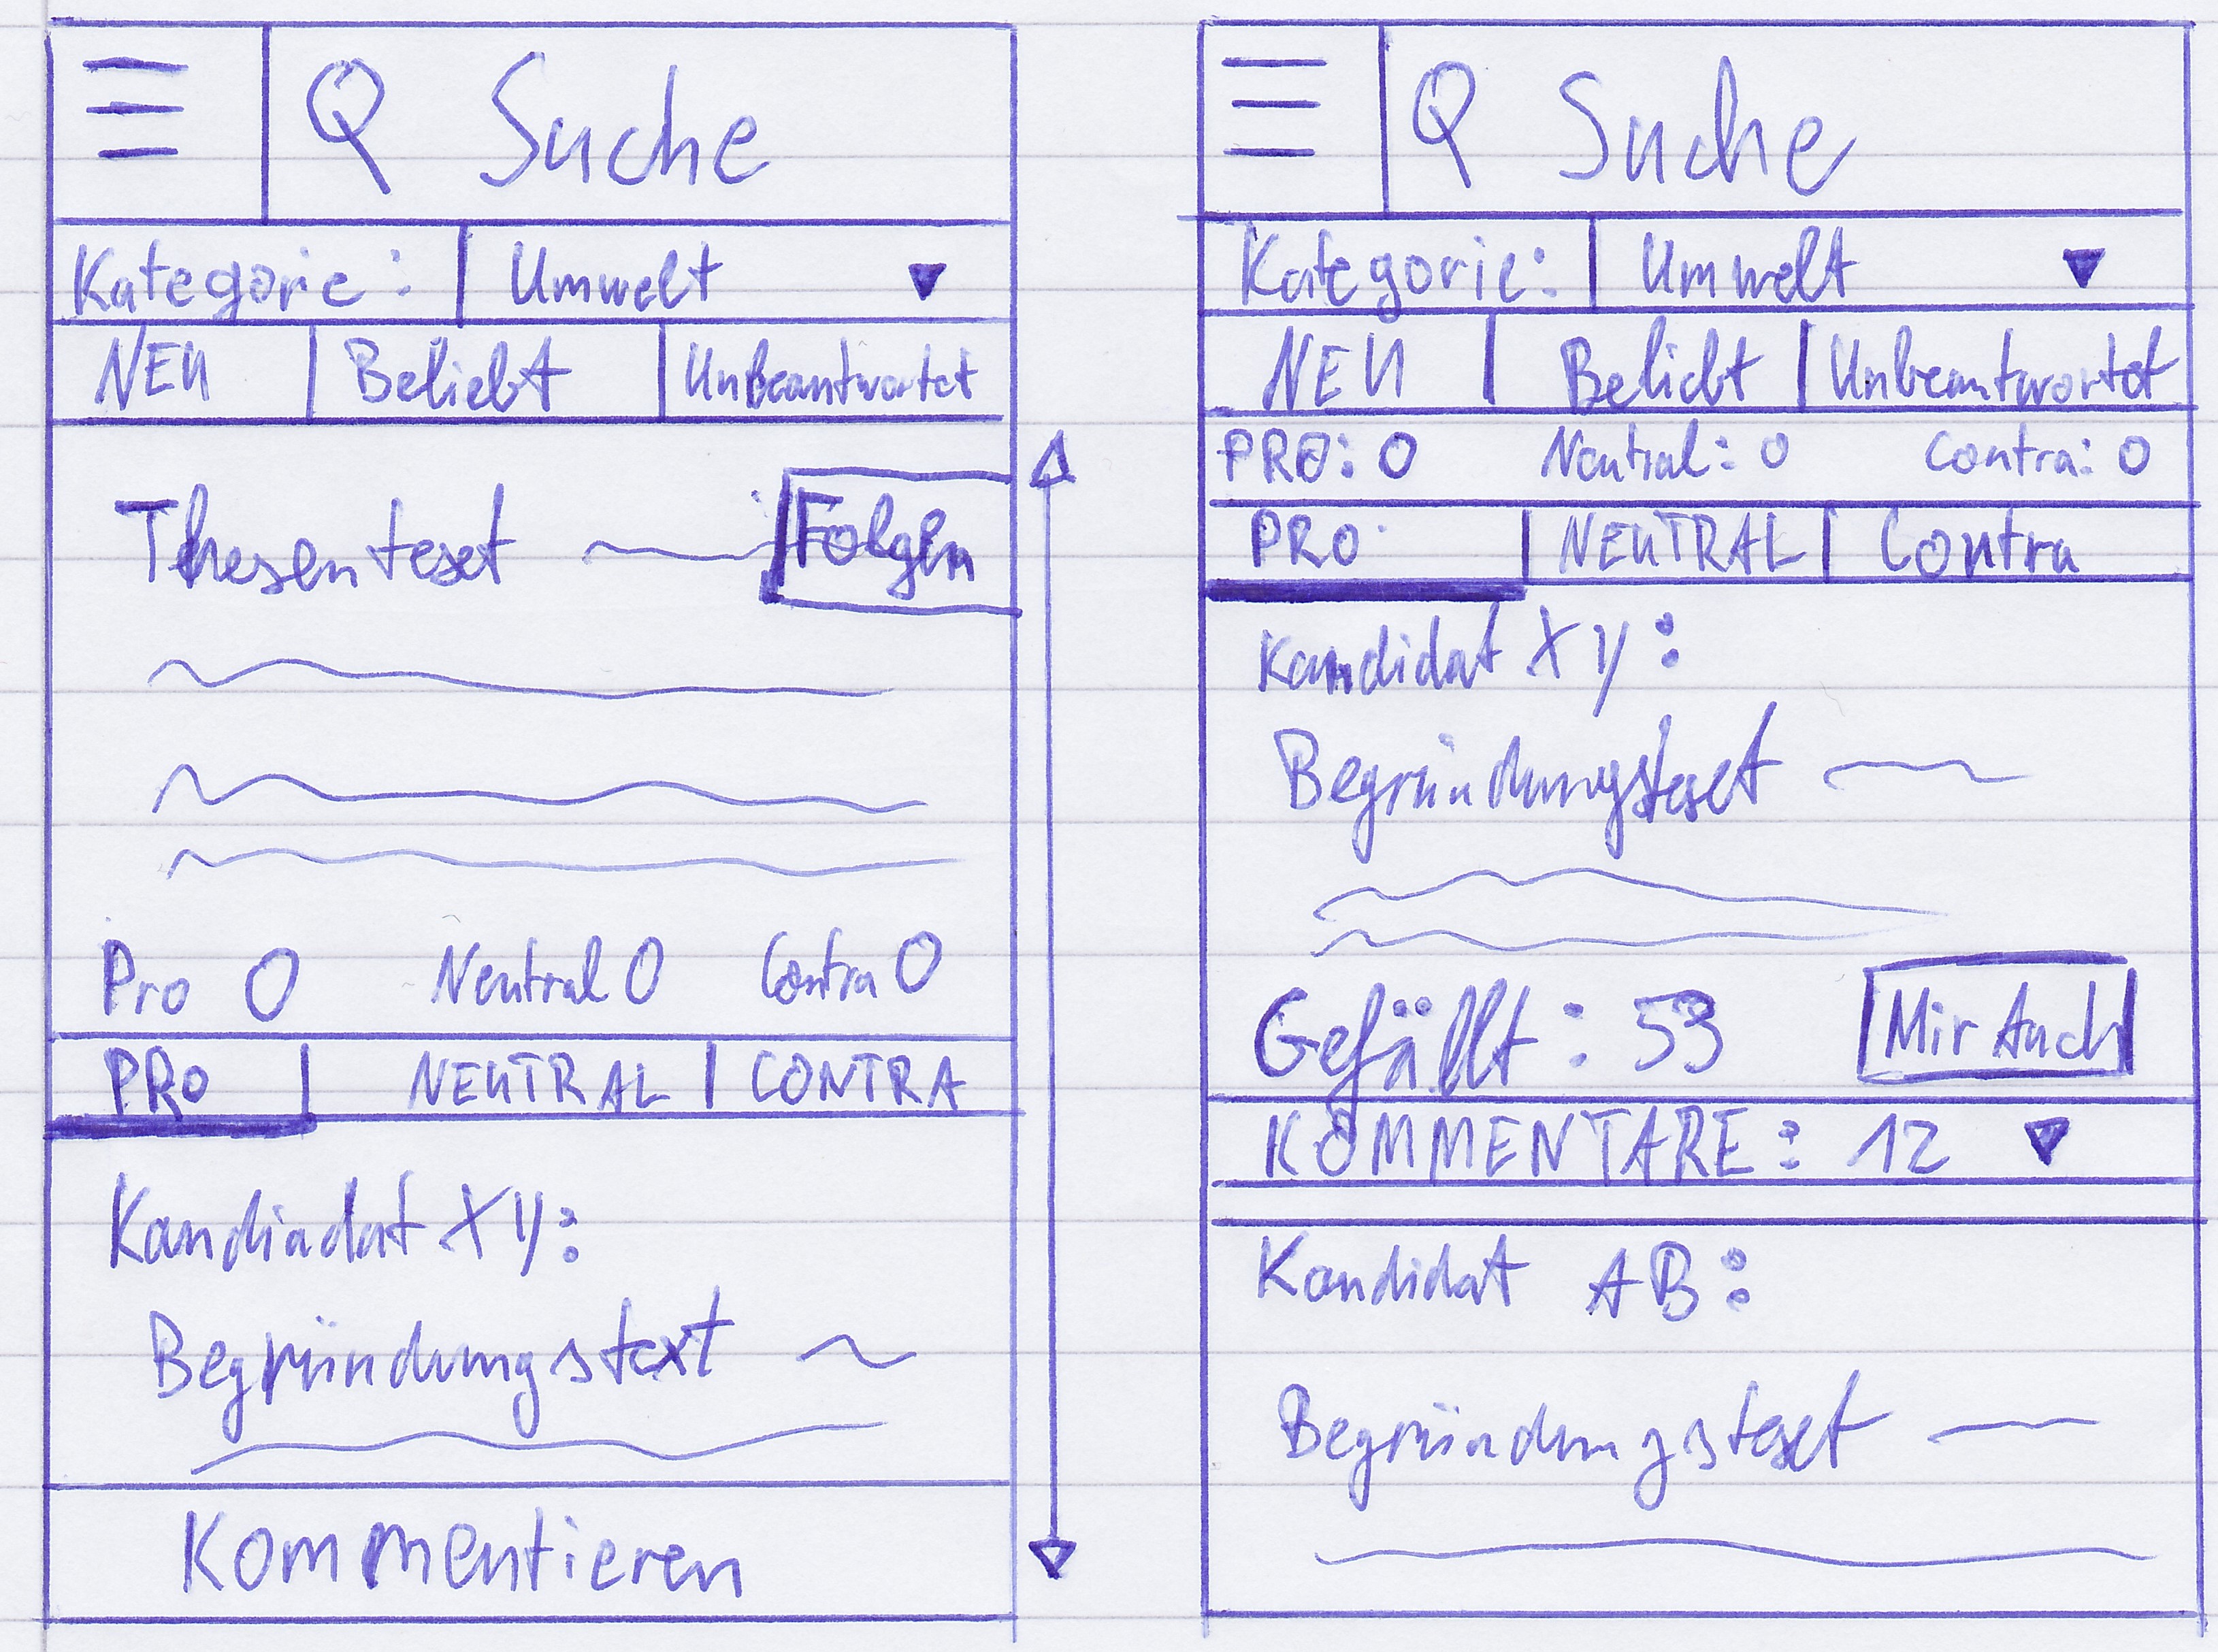 Suche
Kategorie: Umwelt
NEU Beliebt Unbeantwortet
Thesentext Folgen
Pro 0 Neutral 0 Contra 0
PRO NEUTRAL CONTRA
Kandiadat XY:
Begründungstext
Kommentieren
Suche
Kategorie: Umwelt
NEU Beliebt Unbeantwortet
PRO: 0 Neutral: 0 Contra: 0
PRO NEUTRAL Contra
Kandidat XY:
Begründungstext
Gefällt: 53 Mir Auch
KOMMENTARE: 12
Kandidat AB:
Begründungstext